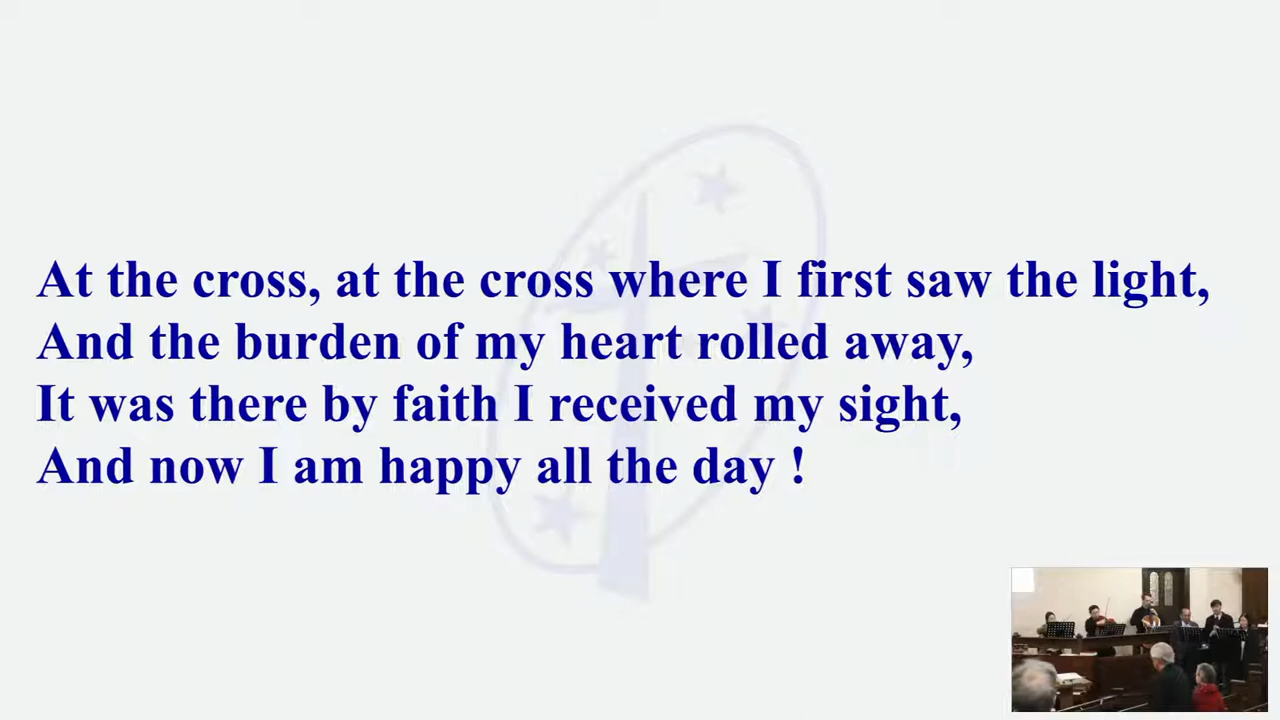 At the cross, at the cross where I first saw the light,
And the burden of my heart rolled away,
It was there by faith I received my sight,
And now I am happy all the day !